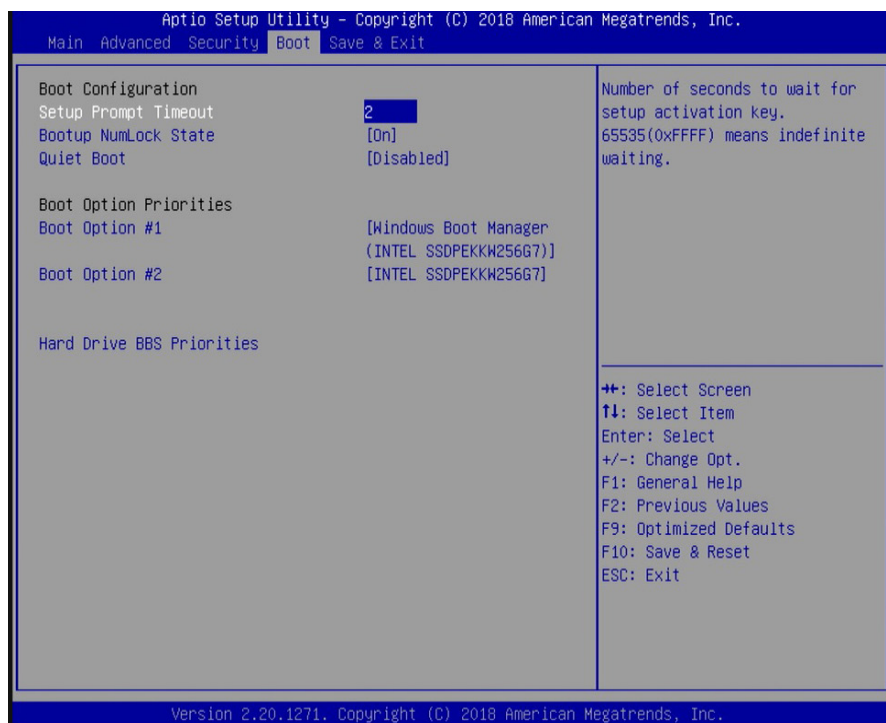 Aptio Setup Utility – Copyright (C) 2018 American Megatrends, Inc.
Main Advanced Security Boot Save & Exit
Boot Configuration
Setup Prompt Timeout 2
Bootup NumLock State [On]
Quiet Boot [Disabled]
Boot Option Priorities
Boot Option #1 [Windows Boot Manager
(INTEL SSDPEKKW256G7)]
Boot Option #2 [INTEL SSDPEKKW256G7]
Hard Drive BBS Priorities
Number of seconds to wait for
setup activation key.
65535(0xFFFF) means indefinite
waiting.
→←: Select Screen
↑↓: Select Item
Enter: Select
+/-: Change Opt.
F1: General Help
F2: Previous Values
F9: Optimized Defaults
F10: Save & Reset
ESC: Exit
Version 2.20.1271. Copyright (C) 2018 American Megatrends, Inc.